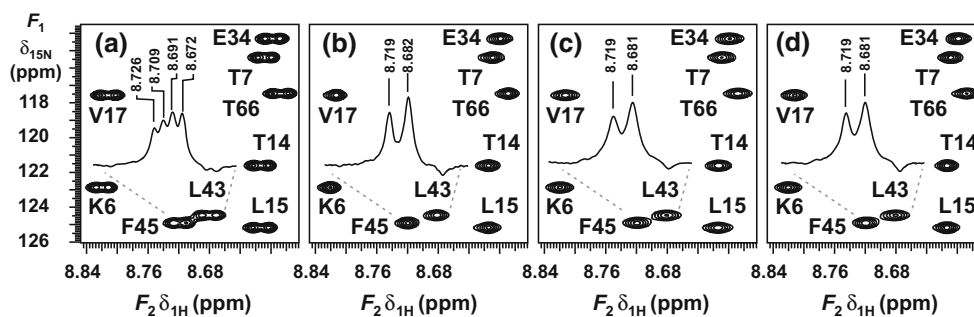 F1
δ15N
(ppm)
116
118
120
122
124
126
(a)
8.726
8.709
8.691
8.672
E34
T7
V17
T66
T14
K6
L43
F45
L15
8.84 8.76 8.68
F2 δ1H (ppm)
(b)
8.719
8.682
E34
T7
V17
T66
T14
K6
L43
F45
L15
8.84 8.76 8.68
F2 δ1H (ppm)
(c)
8.719
8.681
E34
T7
V17
T66
T14
K6
L43
F45
L15
8.84 8.76 8.68
F2 δ1H (ppm)
(d)
8.719
8.681
E34
T7
V17
T66
T14
K6
L43
F45
L15
8.84 8.76 8.68
F2 δ1H (ppm)